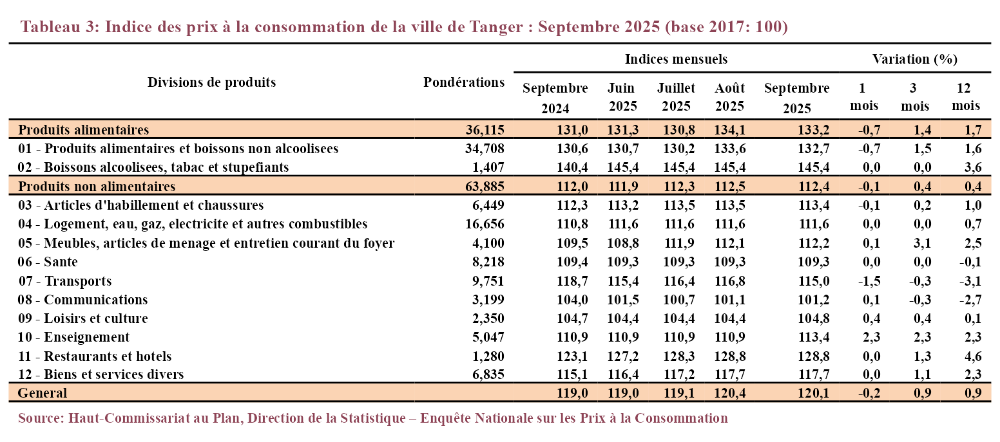 Tableau 3: Indice des prix à la consommation de la ville de Tanger : Septembre 2025 (base 2017: 100)
Divisions de produits Pondérations Indices mensuels Variation (%)
Septembre 2024 Juin 2025 Juillet 2025 Août 2025 Septembre 2025 1 mois 3 mois 12 mois
Produits alimentaires 36,115 131,0 131,3 130,8 134,1 133,2 -0,7 1,4 1,7
01 - Produits alimentaires et boissons non alcoolisees 34,708 130,6 130,7 130,2 133,6 132,7 -0,7 1,5 1,6
02 - Boissons alcoolisees, tabac et stupefiants 1,407 140,4 145,4 145,4 145,4 145,4 0,0 0,0 3,6
Produits non alimentaires 63,885 112,0 111,9 112,3 112,5 112,4 -0,1 0,4 0,4
03 - Articles d'habillement et chaussures 6,449 112,3 113,2 113,5 113,5 113,4 -0,1 0,2 1,0
04 - Logement, eau, gaz, electricite et autres combustibles 16,656 110,8 111,6 111,6 111,6 111,6 0,0 0,0 0,7
05 - Meubles, articles de menage et entretien courant du foyer 4,100 109,5 108,8 111,9 112,1 112,2 0,1 3,1 2,5
06 - Sante 8,218 109,4 109,3 109,3 109,3 109,3 0,0 0,0 -0,1
07 - Transports 9,751 118,7 115,4 116,4 116,8 115,0 -1,5 -0,3 -3,1
08 - Communications 3,199 104,0 101,5 100,7 101,1 101,2 0,1 -0,3 -2,7
09 - Loisirs et culture 2,350 104,7 104,4 104,4 104,4 104,8 0,4 0,4 0,1
10 - Enseignement 5,047 110,9 110,9 110,9 110,9 113,4 2,3 2,3 2,3
11 - Restaurants et hotels 1,280 123,1 127,2 128,3 128,8 128,8 0,0 1,3 4,6
12 - Biens et services divers 6,835 115,1 116,4 117,2 117,7 117,7 0,0 1,1 2,3
General 119,0 119,0 119,1 120,4 120,1 -0,2 0,9 0,9
Source: Haut-Commissariat au Plan, Direction de la Statistique – Enquête Nationale sur les Prix à la Consommation